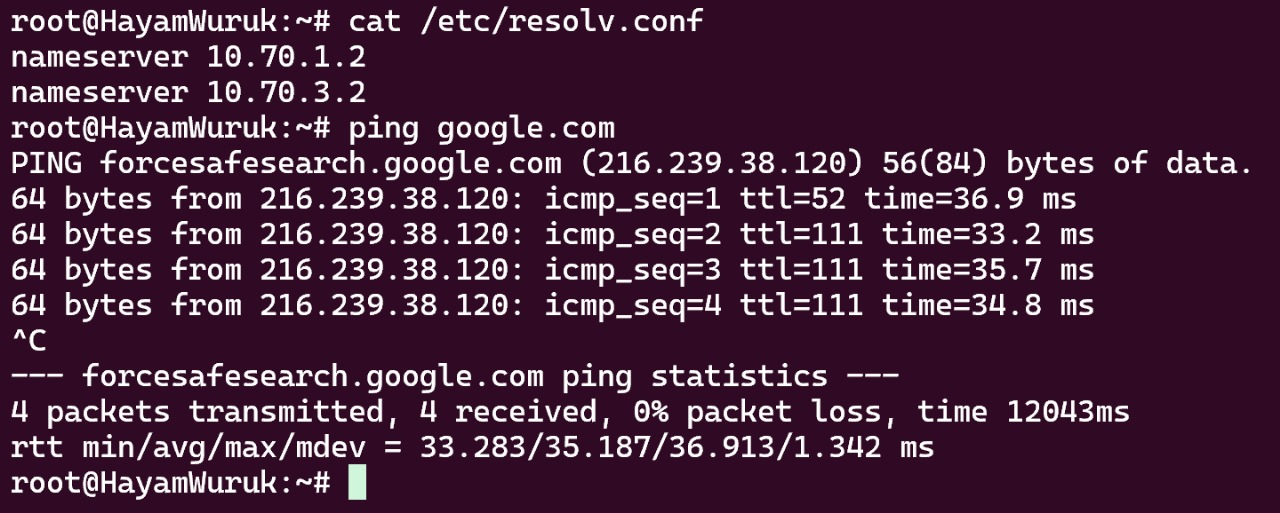 root@HayamWuruk:~# cat /etc/resolv.conf
nameserver 10.70.1.2
nameserver 10.70.3.2
root@HayamWuruk:~# ping google.com
PING forcesafesearch.google.com (216.239.38.120) 56(84) bytes of data.
64 bytes from 216.239.38.120: icmp_seq=1 ttl=52 time=36.9 ms
64 bytes from 216.239.38.120: icmp_seq=2 ttl=111 time=33.2 ms
64 bytes from 216.239.38.120: icmp_seq=3 ttl=111 time=35.7 ms
64 bytes from 216.239.38.120: icmp_seq=4 ttl=111 time=34.8 ms
^C
--- forcesafesearch.google.com ping statistics ---
4 packets transmitted, 4 received, 0% packet loss, time 12043ms
rtt min/avg/max/mdev = 33.283/35.187/36.913/1.342 ms
root@HayamWuruk:~#